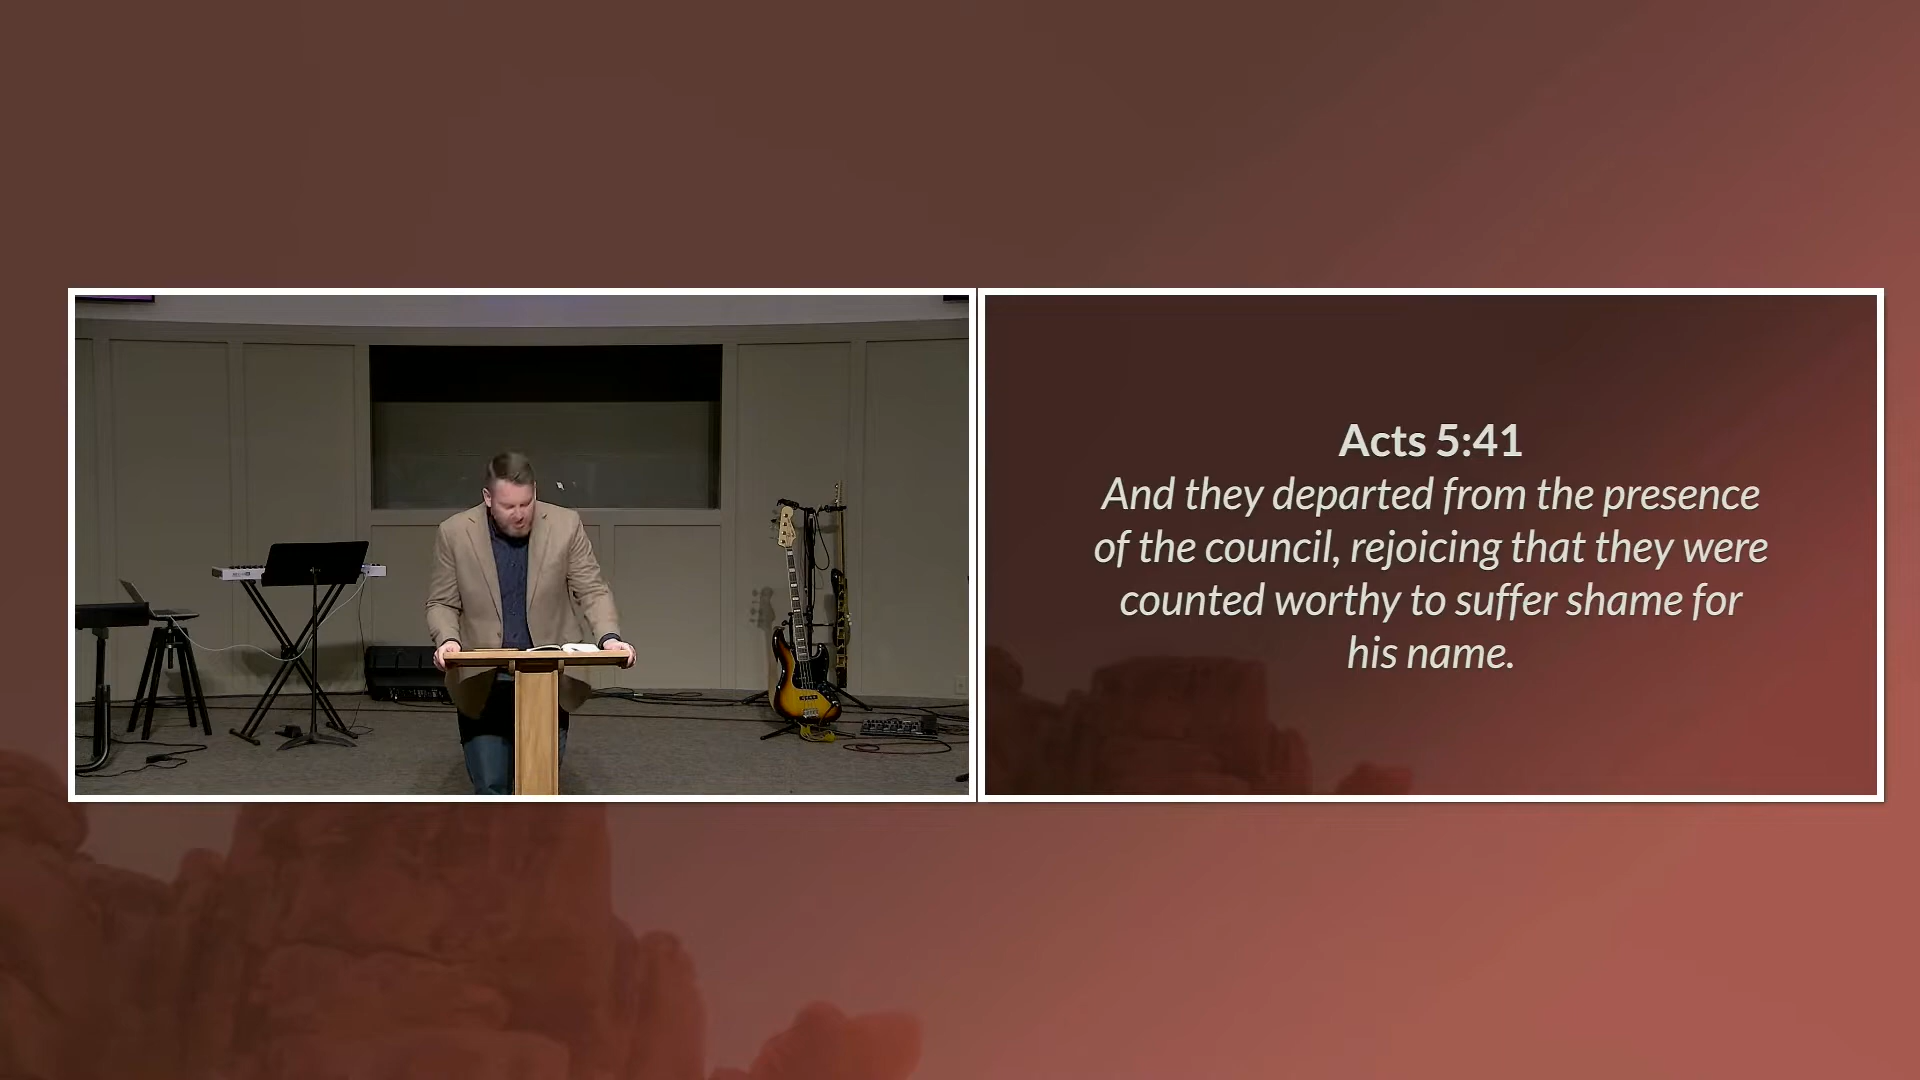 Acts 5:41
And they departed from the presence
of the council, rejoicing that they were
counted worthy to suffer shame for
his name.